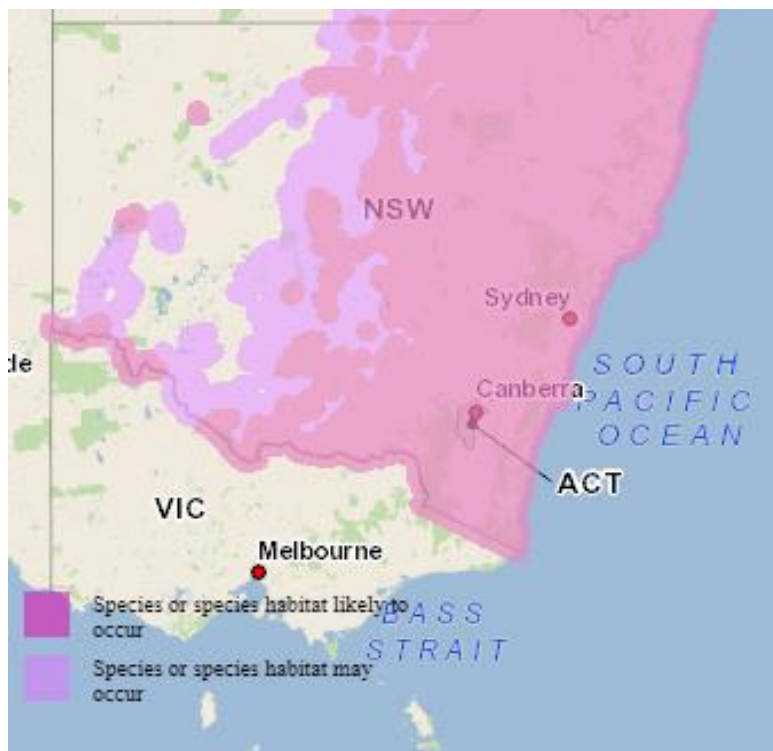 NSW
Sydney
de
Canberra
SOUTH
PACIFIC
OCEAN
ACT
VIC
Melbourne
Species or species habitat likely to
occur
BASS
STRAIT
Species or species habitat may
occur